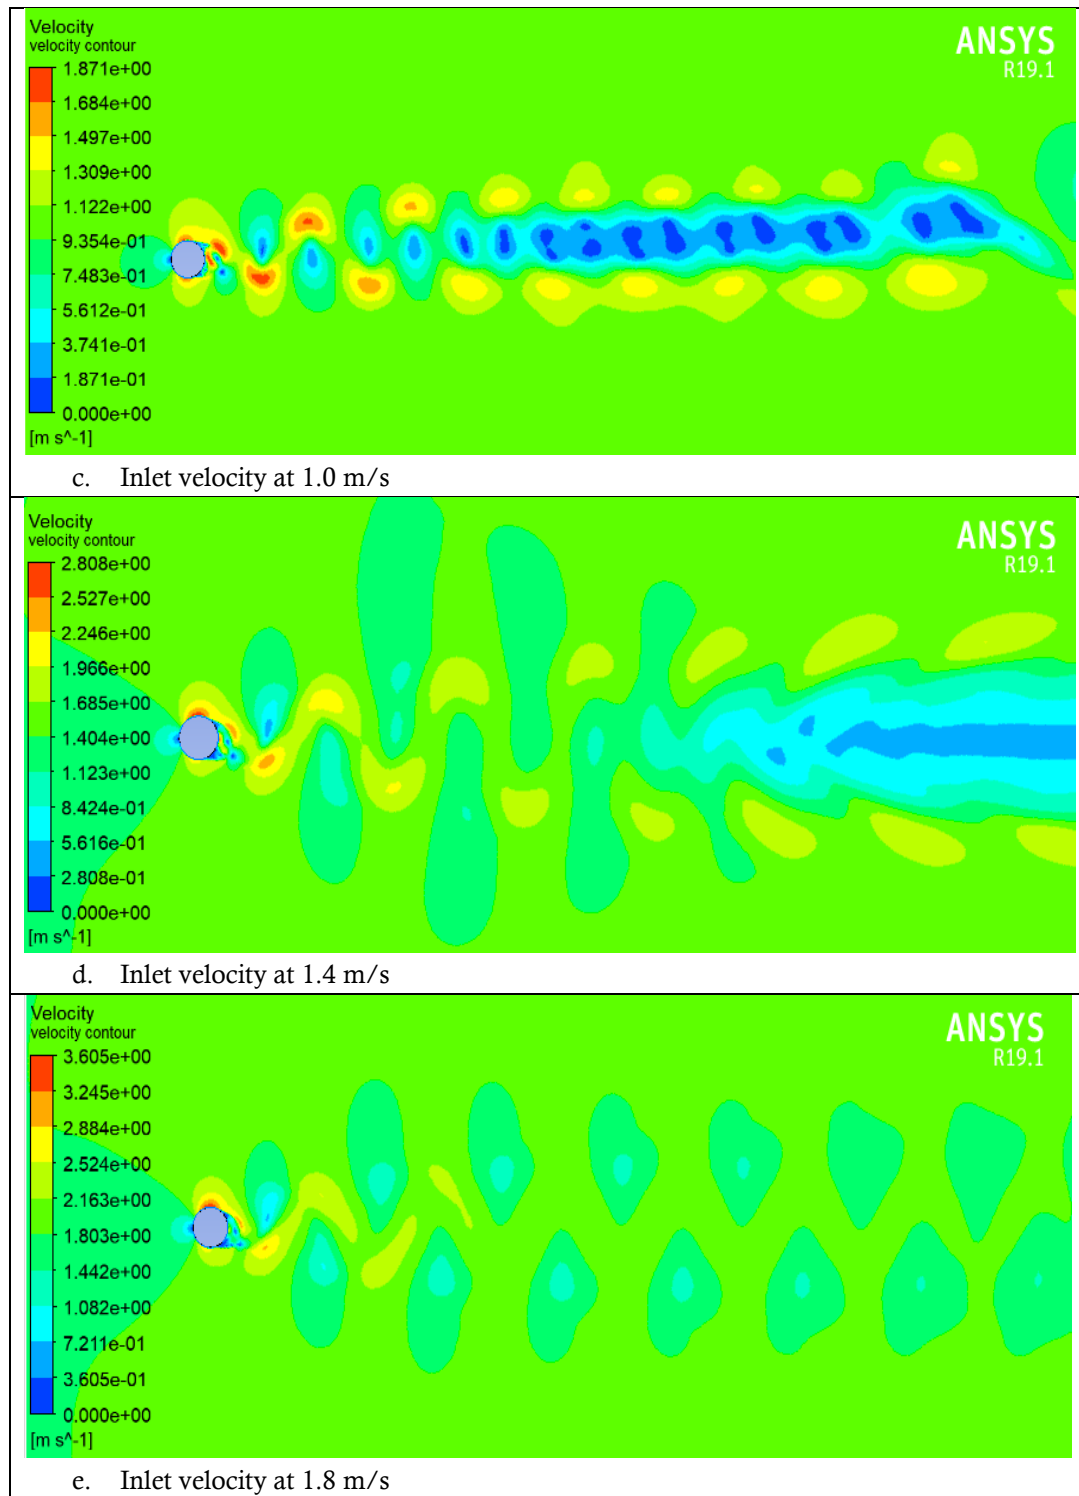 Velocity
velocity contour
ANSYS
R19.1
1.871e+00
1.684e+00
1.497e+00
1.309e+00
1.122e+00
9.354e-01
7.483e-01
5.612e-01
3.741e-01
1.871e-01
0.000e+00
[m s^-1]
c. Inlet velocity at 1.0 m/s
Velocity
velocity contour
ANSYS
R19.1
2.808e+00
2.527e+00
2.246e+00
1.966e+00
1.685e+00
1.404e+00
1.123e+00
8.424e-01
5.616e-01
2.808e-01
0.000e+00
[m s^-1]
d. Inlet velocity at 1.4 m/s
Velocity
velocity contour
ANSYS
R19.1
3.605e+00
3.245e+00
2.884e+00
2.524e+00
2.163e+00
1.803e+00
1.442e+00
1.082e+00
7.211e-01
3.605e-01
0.000e+00
[m s^-1]
e. Inlet velocity at 1.8 m/s